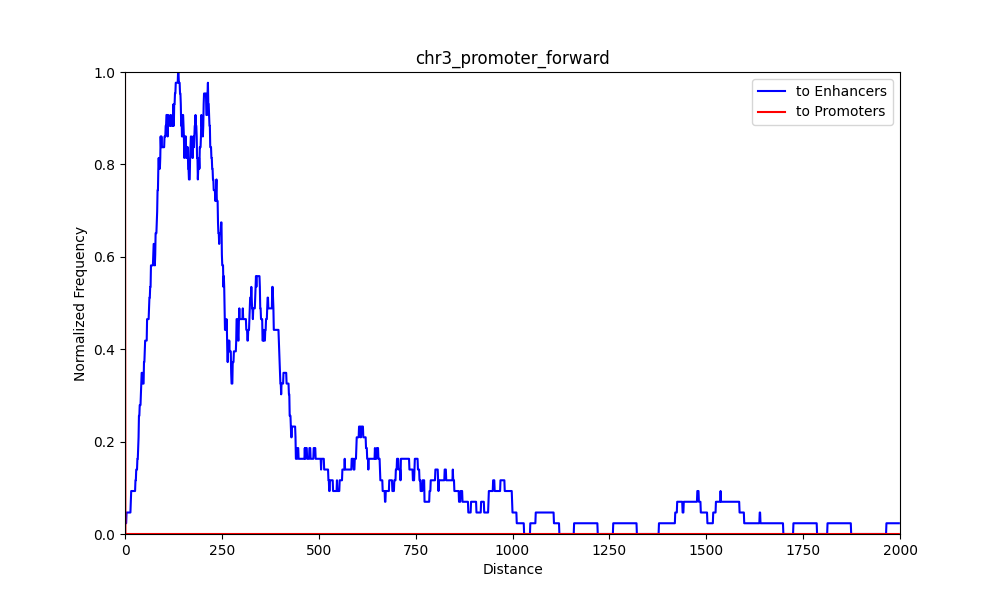 chr3_promoter_forward
to Enhancers
to Promoters
Normalized Frequency
1.0
0.8
0.6
0.4
0.2
0.0
0 250 500 750 1000 1250 1500 1750 2000
Distance